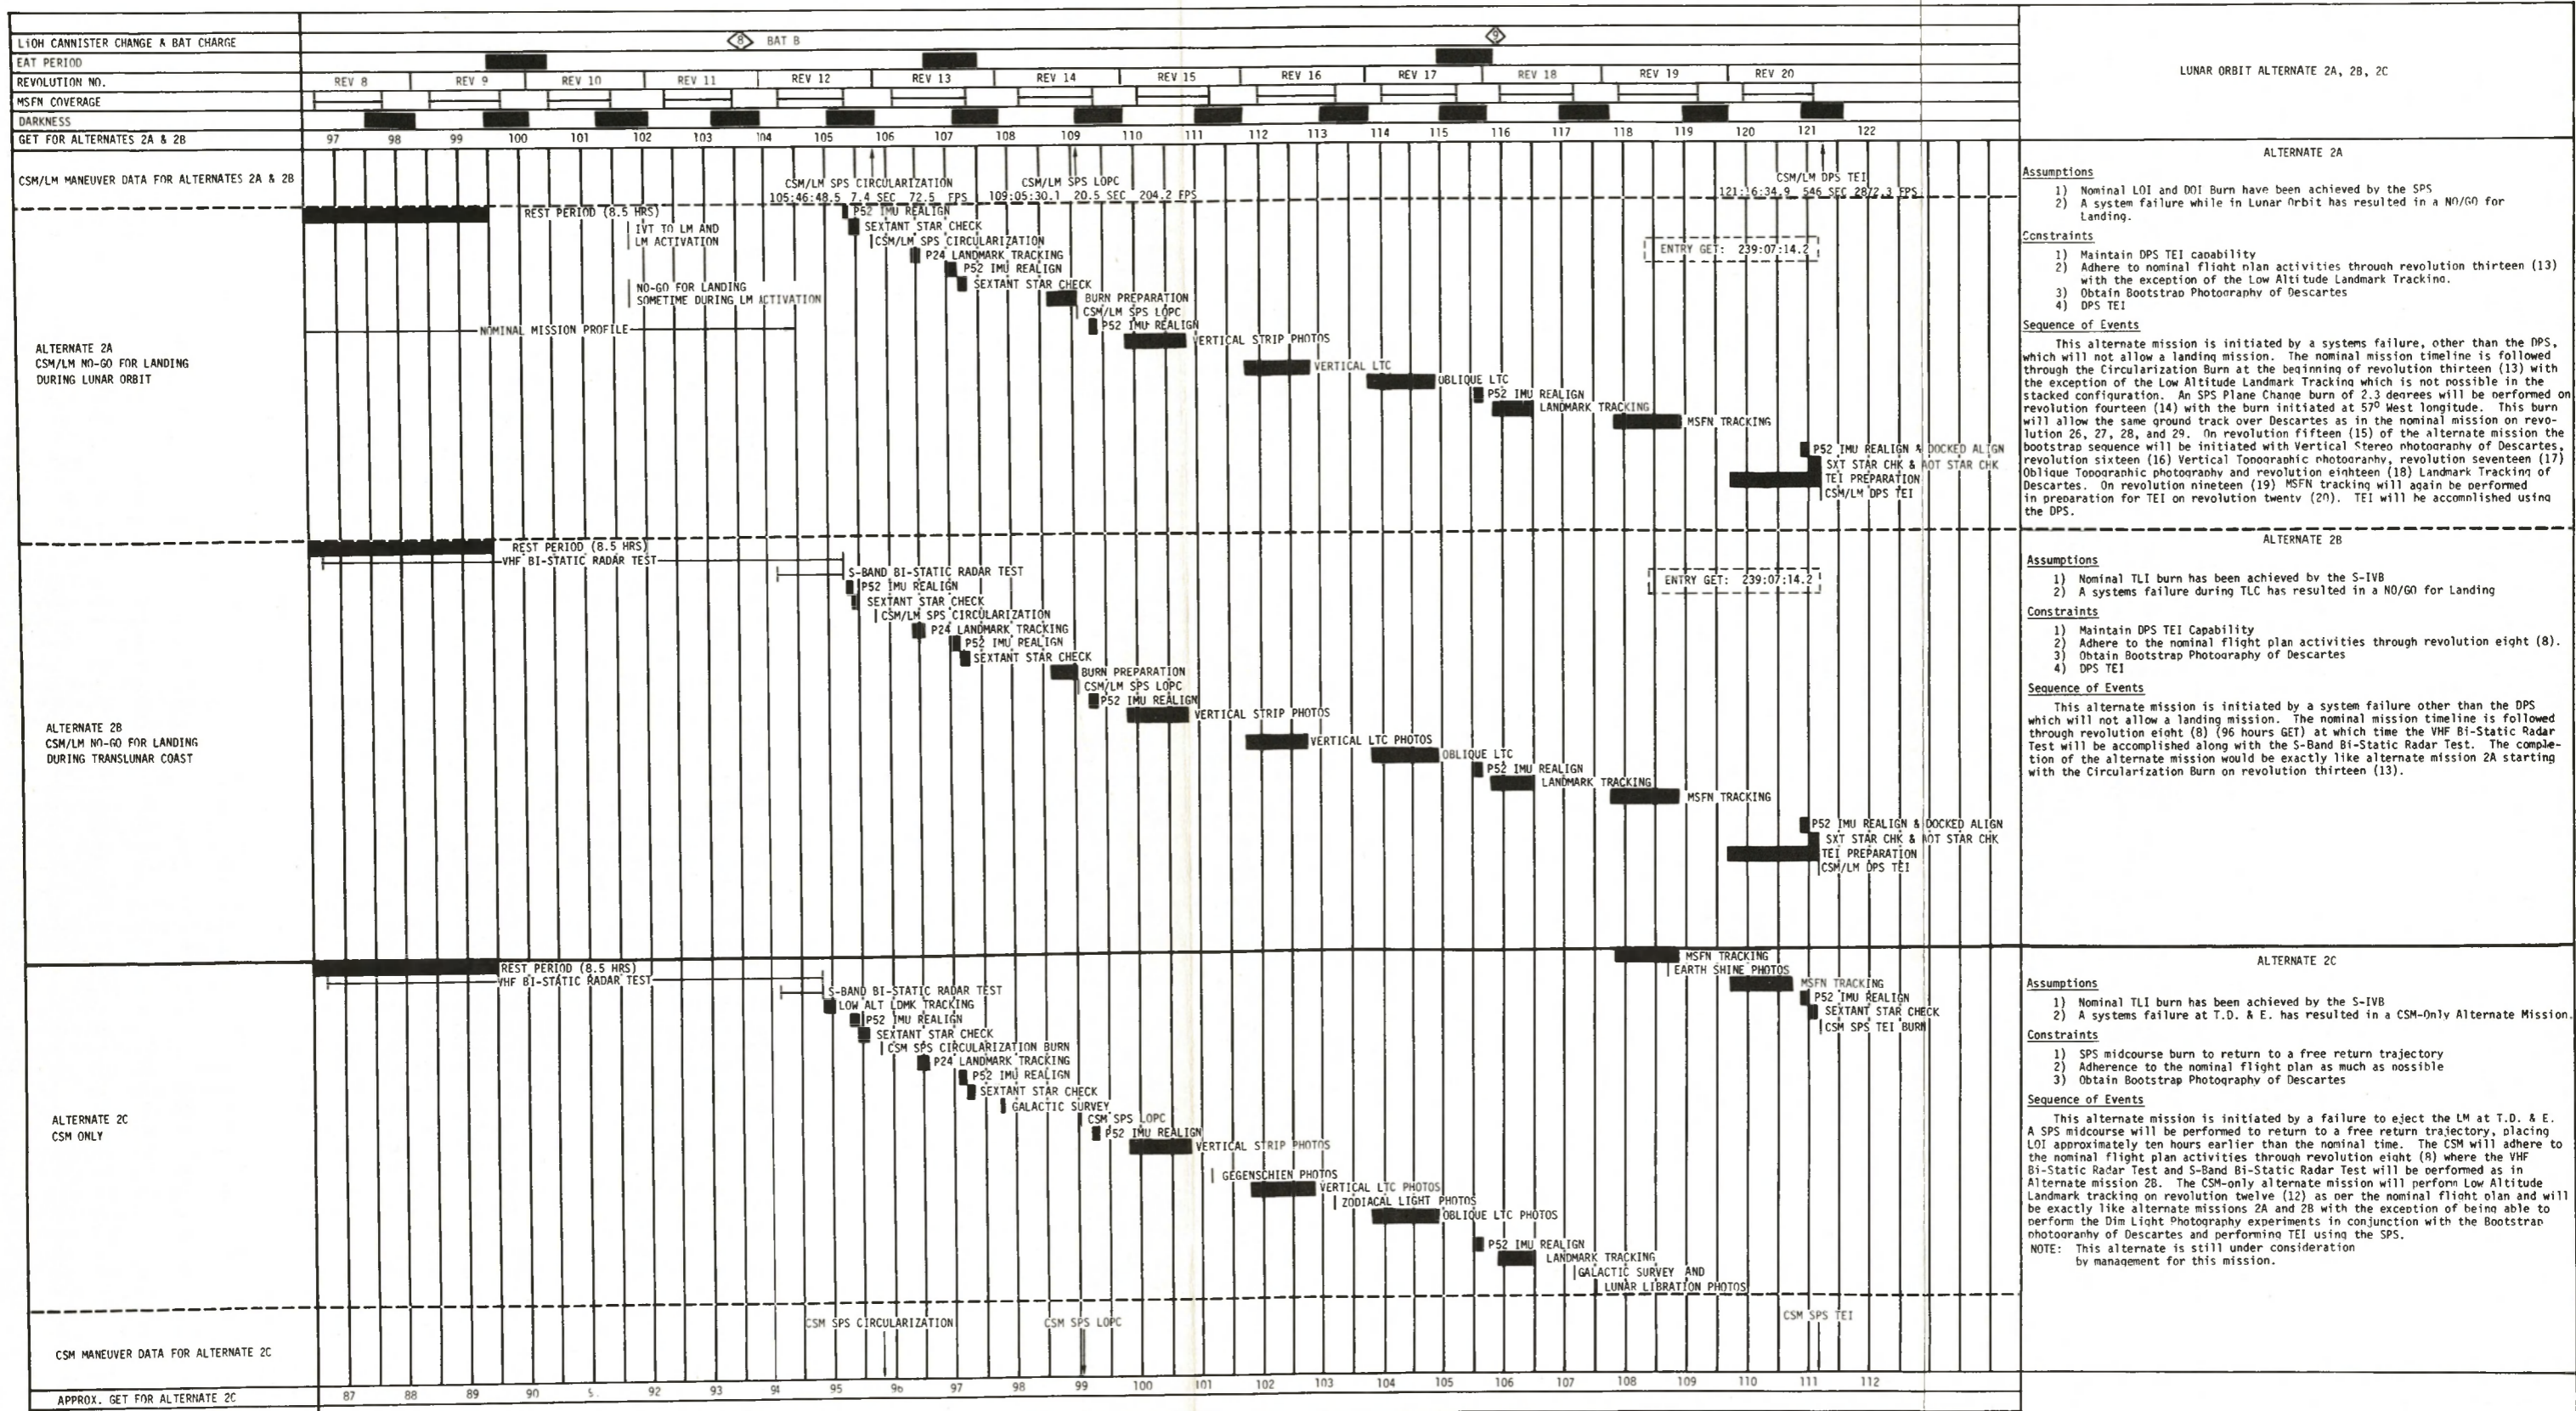 LiOH CANNISTER CHANGE & BAT CHARGE
8 BAT B
9
EAT PERIOD
REVOLUTION NO.
REV 8 REV 9 REV 10 REV 11 REV 12 REV 13 REV 14 REV 15 REV 16 REV 17 REV 18 REV 19 REV 20
LUNAR ORBIT ALTERNATE 2A, 2B, 2C
MSFN COVERAGE
DARKNESS
GET FOR ALTERNATES 2A & 2B
97 98 99 100 101 102 103 104 105 106 107 108 109 110 111 112 113 114 115 116 117 118 119 120 121 122
CSM/LM MANEUVER DATA FOR ALTERNATES 2A & 2B
CSM/LM SPS CIRCULARIZATION
105:46:48.5 7.4 SEC 72.5 FPS
CSM/LM SPS LOPC
109:05:30.1 20.5 SEC 204.2 FPS
CSM/LM DPS TEI
121:16:34.9 546 SEC 2872.3 FPS
ALTERNATE 2A
CSM/LM NO-GO FOR LANDING
DURING LUNAR ORBIT
REST PERIOD (8.5 HRS)
IVT TO LM AND
LM ACTIVATION
NO-GO FOR LANDING
SOMETIME DURING LM ACTIVATION
NOMINAL MISSION PROFILE
P52 IMU REALIGN
SEXTANT STAR CHECK
CSM/LM SPS CIRCULARIZATION
P24 LANDMARK TRACKING
P52 IMU REALIGN
SEXTANT STAR CHECK
BURN PREPARATION
CSM/LM SPS LOPC
P52 IMU REALIGN
VERTICAL STRIP PHOTOS
VERTICAL LTC
OBLIQUE LTC
P52 IMU REALIGN
LANDMARK TRACKING
MSFN TRACKING
ENTRY GET: 239:07:14.2
P52 IMU REALIGN & DOCKED ALIGN
SXT STAR CHK & AOT STAR CHK
TEI PREPARATION
CSM/LM DPS TEI
ALTERNATE 2A
Assumptions
1) Nominal LOI and DOI Burn have been achieved by the SPS
2) A system failure while in Lunar Orbit has resulted in a NO/GO for
Landing.
Constraints
1) Maintain DPS TEI capability
2) Adhere to nominal flight plan activities through revolution thirteen (13)
with the exception of the Low Altitude Landmark Tracking.
3) Obtain Bootstrap Photography of Descartes
4) DPS TEI
Sequence of Events
This alternate mission is initiated by a systems failure, other than the DPS,
which will not allow a landing mission. The nominal mission timeline is followed
through the Circularization Burn at the beginning of revolution thirteen (13) with
the exception of the Low Altitude Landmark Tracking which is not possible in the
stacked configuration. An SPS Plane Change burn of 2.3 degrees will be performed on
revolution fourteen (14) with the burn initiated at 57⁰ West longitude. This burn
will allow the same ground track over Descartes as in the nominal mission on revo-
lution 26, 27, 28, and 29. On revolution fifteen (15) of the alternate mission the
bootstrap sequence will be initiated with Vertical Stereo photography of Descartes,
revolution sixteen (16) Vertical Topographic photography, revolution seventeen (17)
Oblique Topographic photography and revolution eighteen (18) Landmark Tracking of
Descartes. On revolution nineteen (19) MSFN tracking will again be performed
in preparation for TEI on revolution twenty (20). TEI will be accomplished using
the DPS.
ALTERNATE 2B
CSM/LM NO-GO FOR LANDING
DURING TRANSLUNAR COAST
REST PERIOD (8.5 HRS)
VHF BI-STATIC RADAR TEST
S-BAND BI-STATIC RADAR TEST
P52 IMU REALIGN
SEXTANT STAR CHECK
CSM/LM SPS CIRCULARIZATION
P24 LANDMARK TRACKING
P52 IMU REALIGN
SEXTANT STAR CHECK
BURN PREPARATION
CSM/LM SPS LOPC
P52 IMU REALIGN
VERTICAL STRIP PHOTOS
VERTICAL LTC PHOTOS
OBLIQUE LTC
P52 IMU REALIGN
LANDMARK TRACKING
MSFN TRACKING
ENTRY GET: 239:07:14.2
P52 IMU REALIGN & DOCKED ALIGN
SXT STAR CHK & AOT STAR CHK
TEI PREPARATION
CSM/LM DPS TEI
ALTERNATE 2B
Assumptions
1) Nominal TLI burn has been achieved by the S-IVB
2) A systems failure during TLC has resulted in a NO/GO for Landing
Constraints
1) Maintain DPS TEI Capability
2) Adhere to the nominal flight plan activities through revolution eight (8).
3) Obtain Bootstrap Photography of Descartes
4) DPS TEI
Sequence of Events
This alternate mission is initiated by a system failure other than the DPS
which will not allow a landing mission. The nominal mission timeline is followed
through revolution eight (8) (96 hours GET) at which time the VHF Bi-Static Radar
Test will be accomplished along with the S-Band Bi-Static Radar Test. The comple-
tion of the alternate mission would be exactly like alternate mission 2A starting
with the Circularization Burn on revolution thirteen (13).
ALTERNATE 2C
CSM ONLY
REST PERIOD (8.5 HRS)
VHF BI-STATIC RADAR TEST
S-BAND BI-STATIC RADAR TEST
LOW ALT LDMK TRACKING
P52 IMU REALIGN
SEXTANT STAR CHECK
CSM SPS CIRCULARIZATION BURN
P24 LANDMARK TRACKING
P52 IMU REALIGN
SEXTANT STAR CHECK
GALACTIC SURVEY
CSM SPS LOPC
P52 IMU REALIGN
VERTICAL STRIP PHOTOS
GEGENSCHIEN PHOTOS
VERTICAL LTC PHOTOS
ZODIACAL LIGHT PHOTOS
OBLIQUE LTC PHOTOS
P52 IMU REALIGN
LANDMARK TRACKING
GALACTIC SURVEY AND
LUNAR LIBRATION PHOTOS
MSFN TRACKING
EARTH SHINE PHOTOS
MSFN TRACKING
P52 IMU REALIGN
SEXTANT STAR CHECK
CSM SPS TEI BURN
ALTERNATE 2C
Assumptions
1) Nominal TLI burn has been achieved by the S-IVB
2) A systems failure at T.D. & E. has resulted in a CSM-Only Alternate Mission.
Constraints
1) SPS midcourse burn to return to a free return trajectory
2) Adherence to the nominal flight plan as much as possible
3) Obtain Bootstrap Photography of Descartes
Sequence of Events
This alternate mission is initiated by a failure to eject the LM at T.D. & E.
A SPS midcourse will be performed to return to a free return trajectory, placing
LOI approximately ten hours earlier than the nominal time. The CSM will adhere to
the nominal flight plan activities through revolution eight (8) where the VHF
Bi-Static Radar Test and S-Band Bi-Static Radar Test will be performed as in
Alternate mission 2B. The CSM-only alternate mission will perform Low Altitude
Landmark tracking on revolution twelve (12) as per the nominal flight plan and will
be exactly like alternate missions 2A and 2B with the exception of being able to
perform the Dim Light Photography experiments in conjunction with the Bootstrap
photography of Descartes and performing TEI using the SPS.
NOTE: This alternate is still under consideration
by management for this mission.
CSM MANEUVER DATA FOR ALTERNATE 2C
CSM SPS CIRCULARIZATION
CSM SPS LOPC
CSM SPS TEI
APPROX. GET FOR ALTERNATE 2C
87 88 89 90 92 93 94 95 96 97 98 99 100 101 102 103 104 105 106 107 108 109 110 111 112